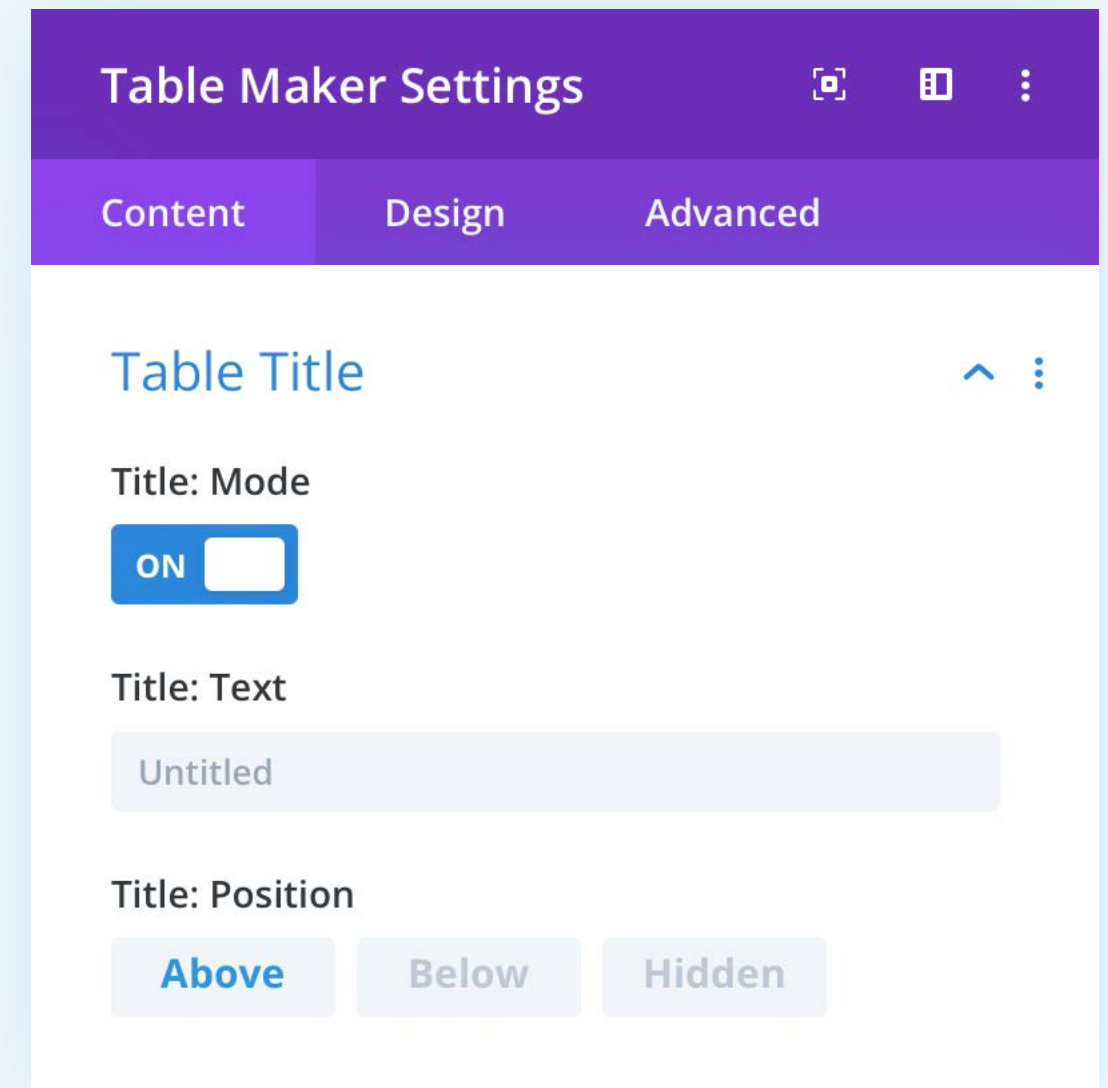 Table Maker Settings
Content Design Advanced
Table Title
Title: Mode
ON
Title: Text
Untitled
Title: Position
Above Below Hidden